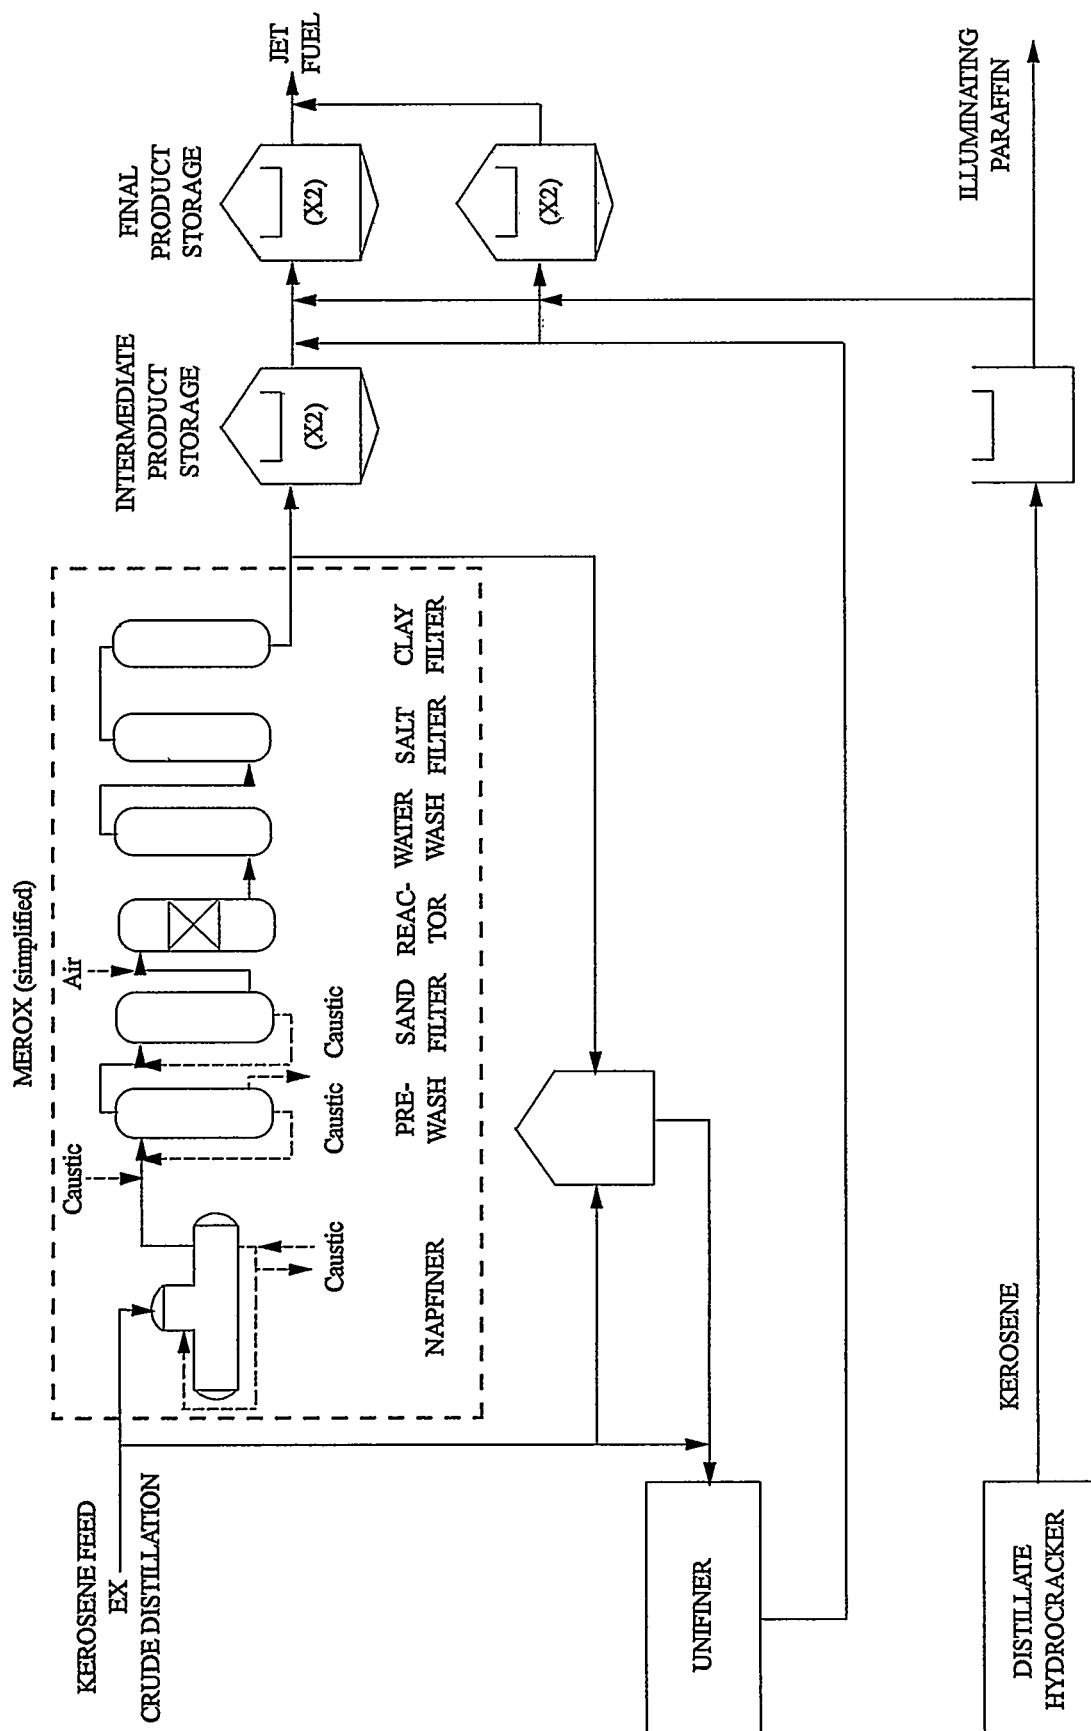 MEROX (simplified)
KEROSENE FEED
EX
CRUDE DISTILLATION
Caustic
Air
Caustic
Caustic
Caustic
NAPFINER
PRE-
WASH
SAND
FILTER
REAC-
TOR
WATER
WASH
SALT
FILTER
CLAY
FILTER
INTERMEDIATE
PRODUCT
STORAGE
(X2)
FINAL
PRODUCT
STORAGE
(X2)
(X2)
JET
FUEL
UNIFINER
DISTILLATE
HYDROCRACKER
KEROSENE
ILLUMINATING
PARAFFIN